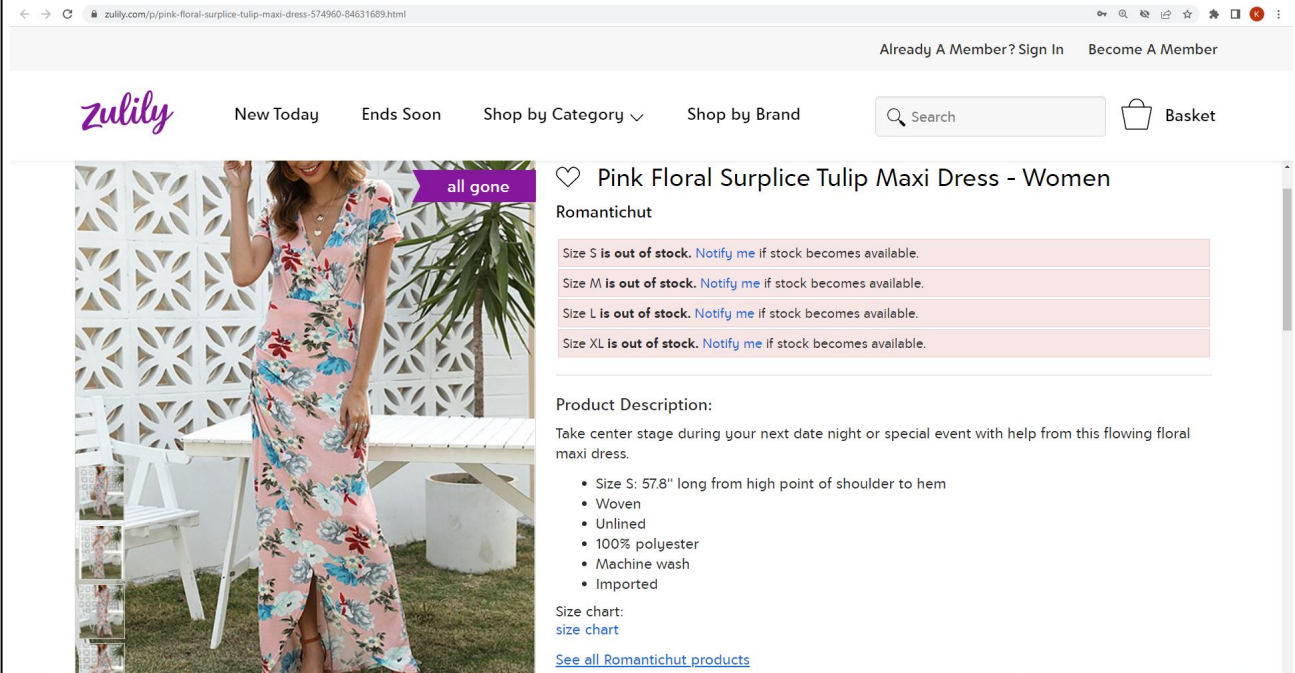 zulily.com/p/pink-floral-surplice-tulip-maxi-dress-574960-84631689.html
K
Already A Member? Sign In Become A Member
zulily New Today Ends Soon Shop by Category Shop by Brand Search Basket
all gone
Pink Floral Surplice Tulip Maxi Dress - Women
Romantichut
Size S is out of stock. Notify me if stock becomes available.
Size M is out of stock. Notify me if stock becomes available.
Size L is out of stock. Notify me if stock becomes available.
Size XL is out of stock. Notify me if stock becomes available.
Product Description:
Take center stage during your next date night or special event with help from this flowing floral
maxi dress.
• Size S: 57.8'' long from high point of shoulder to hem
• Woven
• Unlined
• 100% polyester
• Machine wash
• Imported
Size chart:
size chart
See all Romantichut products